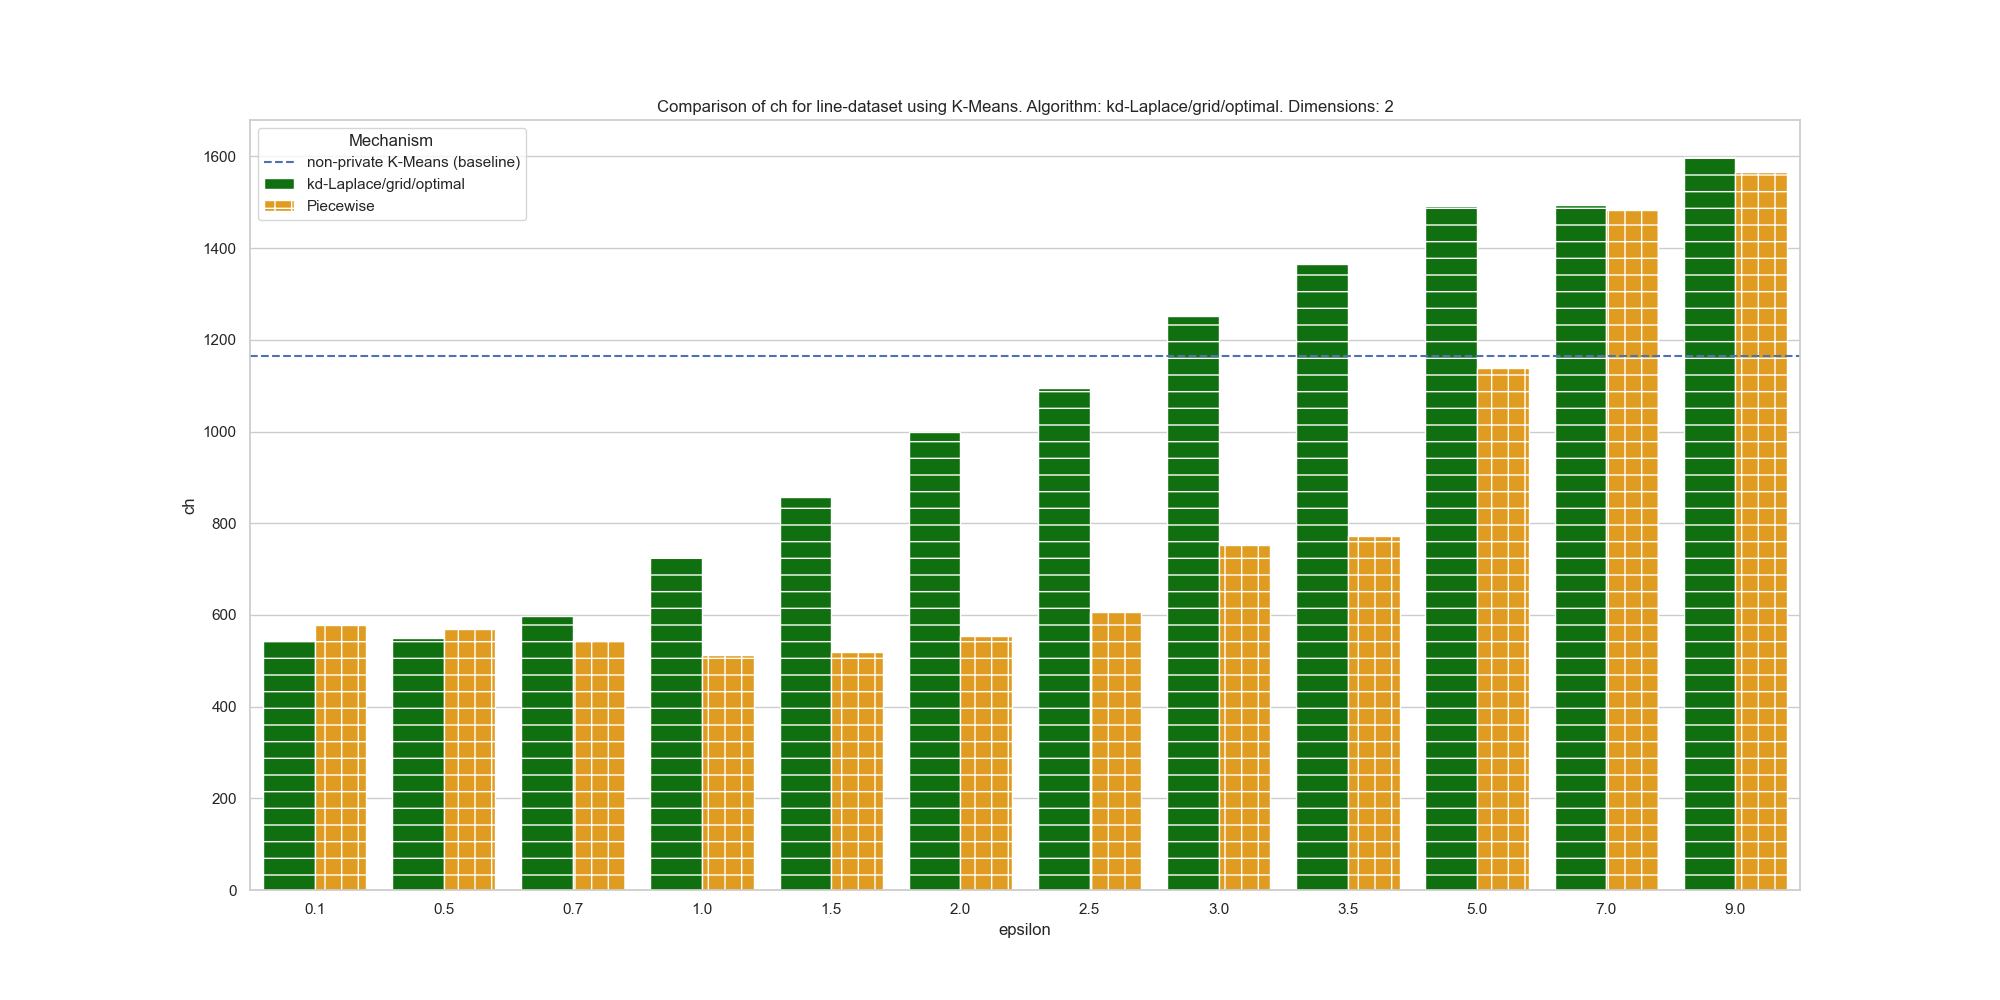 Comparison of ch for line-dataset using K-Means. Algorithm: kd-Laplace/grid/optimal. Dimensions: 2
Mechanism
non-private K-Means (baseline)
kd-Laplace/grid/optimal
Piecewise
1600
1400
1200
1000
800
600
400
200
0
ch
0.1 0.5 0.7 1.0 1.5 2.0 2.5 3.0 3.5 5.0 7.0 9.0
epsilon